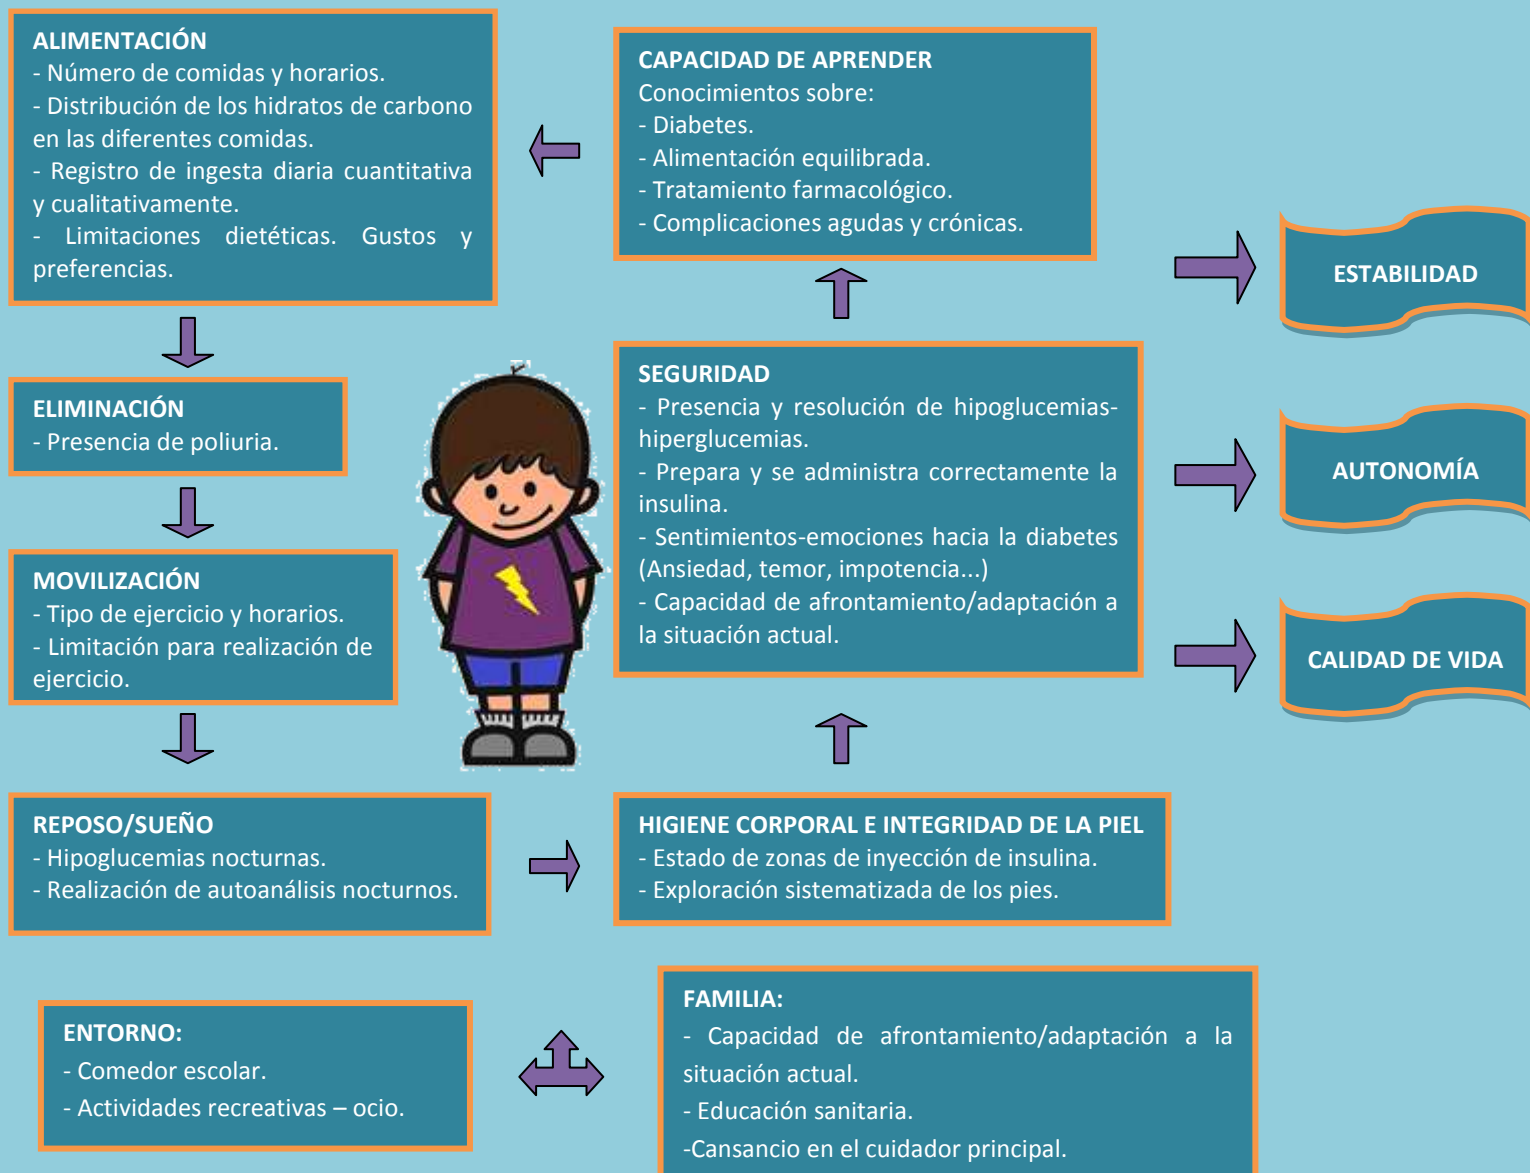 ALIMENTACIÓN
- Número de comidas y horarios.
- Distribución de los hidratos de carbono
en las diferentes comidas.
- Registro de ingesta diaria cuantitativa
y cualitativamente.
- Limitaciones dietéticas. Gustos y
preferencias.
CAPACIDAD DE APRENDER
Conocimientos sobre:
- Diabetes.
- Alimentación equilibrada.
- Tratamiento farmacológico.
- Complicaciones agudas y crónicas.
ESTABILIDAD
ELIMINACIÓN
- Presencia de poliuria.
SEGURIDAD
- Presencia y resolución de hipoglucemias-
hiperglucemias.
- Prepara y se administra correctamente la
insulina.
- Sentimientos-emociones hacia la diabetes
(Ansiedad, temor, impotencia...)
- Capacidad de afrontamiento/adaptación a
la situación actual.
AUTONOMÍA
MOVILIZACIÓN
- Tipo de ejercicio y horarios.
- Limitación para realización de
ejercicio.
CALIDAD DE VIDA
REPOSO/SUEÑO
- Hipoglucemias nocturnas.
- Realización de autoanálisis nocturnos.
HIGIENE CORPORAL E INTEGRIDAD DE LA PIEL
- Estado de zonas de inyección de insulina.
- Exploración sistematizada de los pies.
ENTORNO:
- Comedor escolar.
- Actividades recreativas – ocio.
FAMILIA:
- Capacidad de afrontamiento/adaptación a la
situación actual.
- Educación sanitaria.
-Cansancio en el cuidador principal.